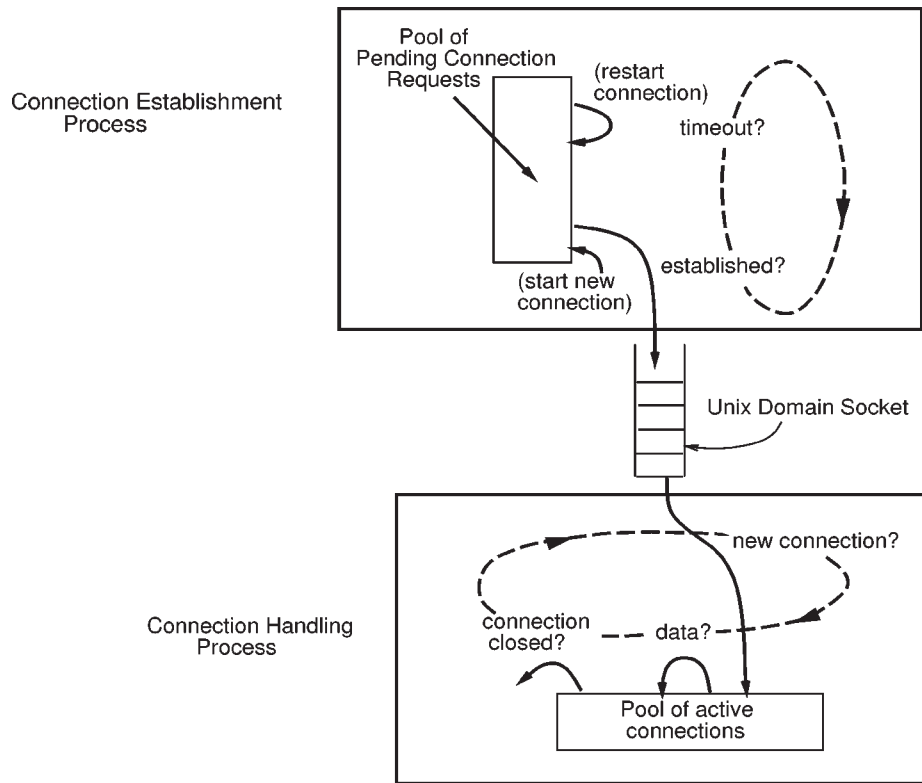 Pool of
Pending Connection
Requests
(restart
connection)
Connection Establishment
Process
timeout?
established?
(start new
connection)
Unix Domain Socket
new connection?
Connection Handling
Process
connection
closed?
data?
Pool of active
connections